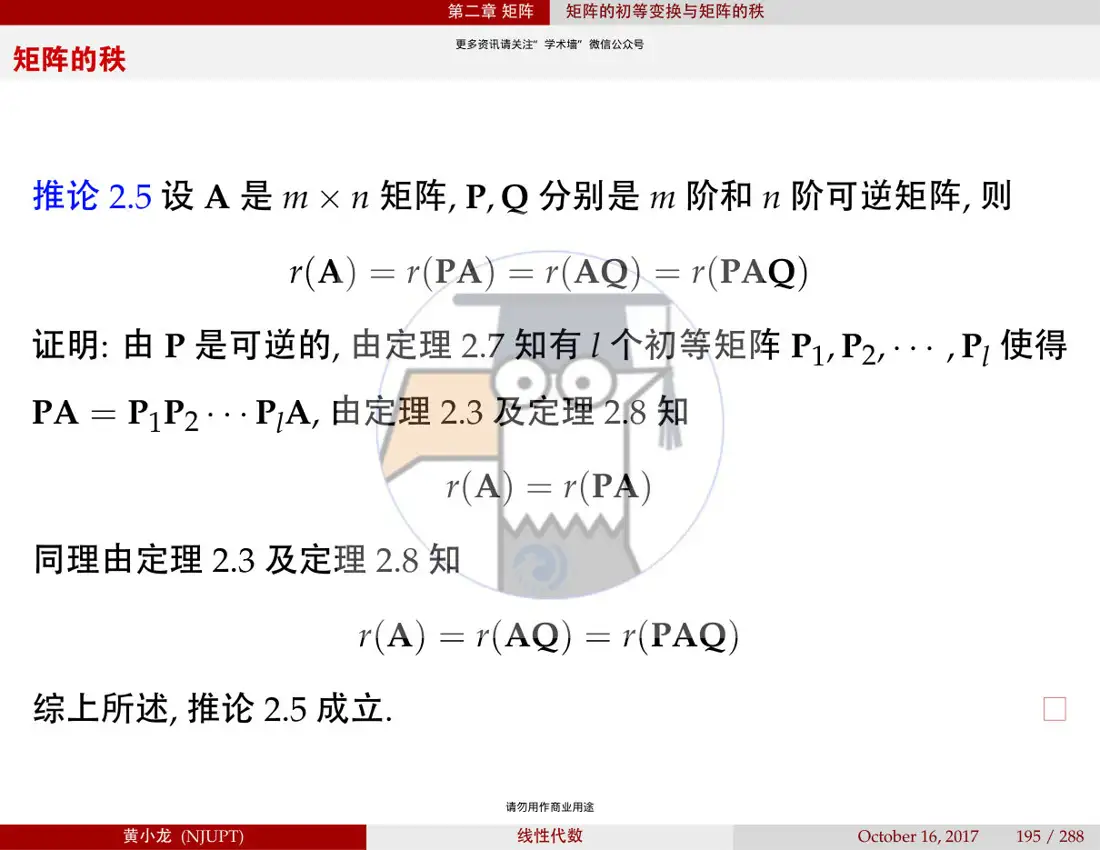 第二章 矩阵 矩阵的初等变换与矩阵的秩
更多资讯请关注“学术墙”微信公众号
矩阵的秩
推论 2.5 设 A 是 m × n 矩阵, P, Q 分别是 m 阶和 n 阶可逆矩阵, 则
r(A) = r(PA) = r(AQ) = r(PAQ)
证明: 由 P 是可逆的, 由定理 2.7 知有 l 个初等矩阵 P₁, P₂, · · · , Pₗ 使得
PA = P₁P₂ · · · PₗA, 由定理 2.3 及定理 2.8 知
r(A) = r(PA)
同理由定理 2.3 及定理 2.8 知
r(A) = r(AQ) = r(PAQ)
综上所述, 推论 2.5 成立. □
请勿用作商业用途
黄小龙 (NJUPT) 线性代数 October 16, 2017 195 / 288